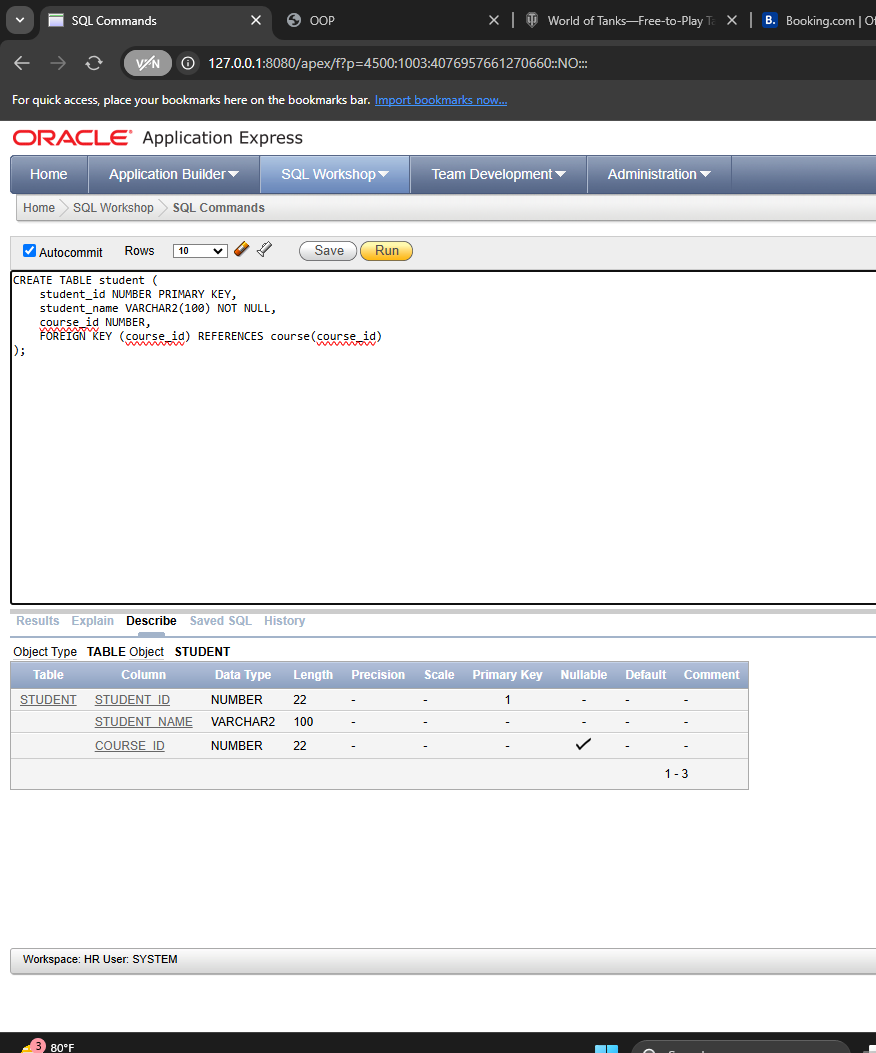 SQL Commands
OOP
World of Tanks—Free-to-Play
B. Booking.com | Of
VPN 127.0.0.1:8080/apex/f?p=4500:1003:4076957661270660::NO:::
For quick access, place your bookmarks here on the bookmarks bar. Import bookmarks now...
ORACLE Application Express
Home Application Builder SQL Workshop Team Development Administration
Home SQL Workshop SQL Commands
Autocommit Rows 10 Save Run
CREATE TABLE student (
student_id NUMBER PRIMARY KEY,
student_name VARCHAR2(100) NOT NULL,
course_id NUMBER,
FOREIGN KEY (course_id) REFERENCES course(course_id)
);
Results Explain Describe Saved SQL History
Object Type TABLE Object STUDENT
Table Column Data Type Length Precision Scale Primary Key Nullable Default Comment
STUDENT STUDENT_ID NUMBER 22 - - 1 - - -
STUDENT_NAME VARCHAR2 100 - - - - - -
COURSE_ID NUMBER 22 - - - - -
1 - 3
Workspace: HR User: SYSTEM
3 80°F